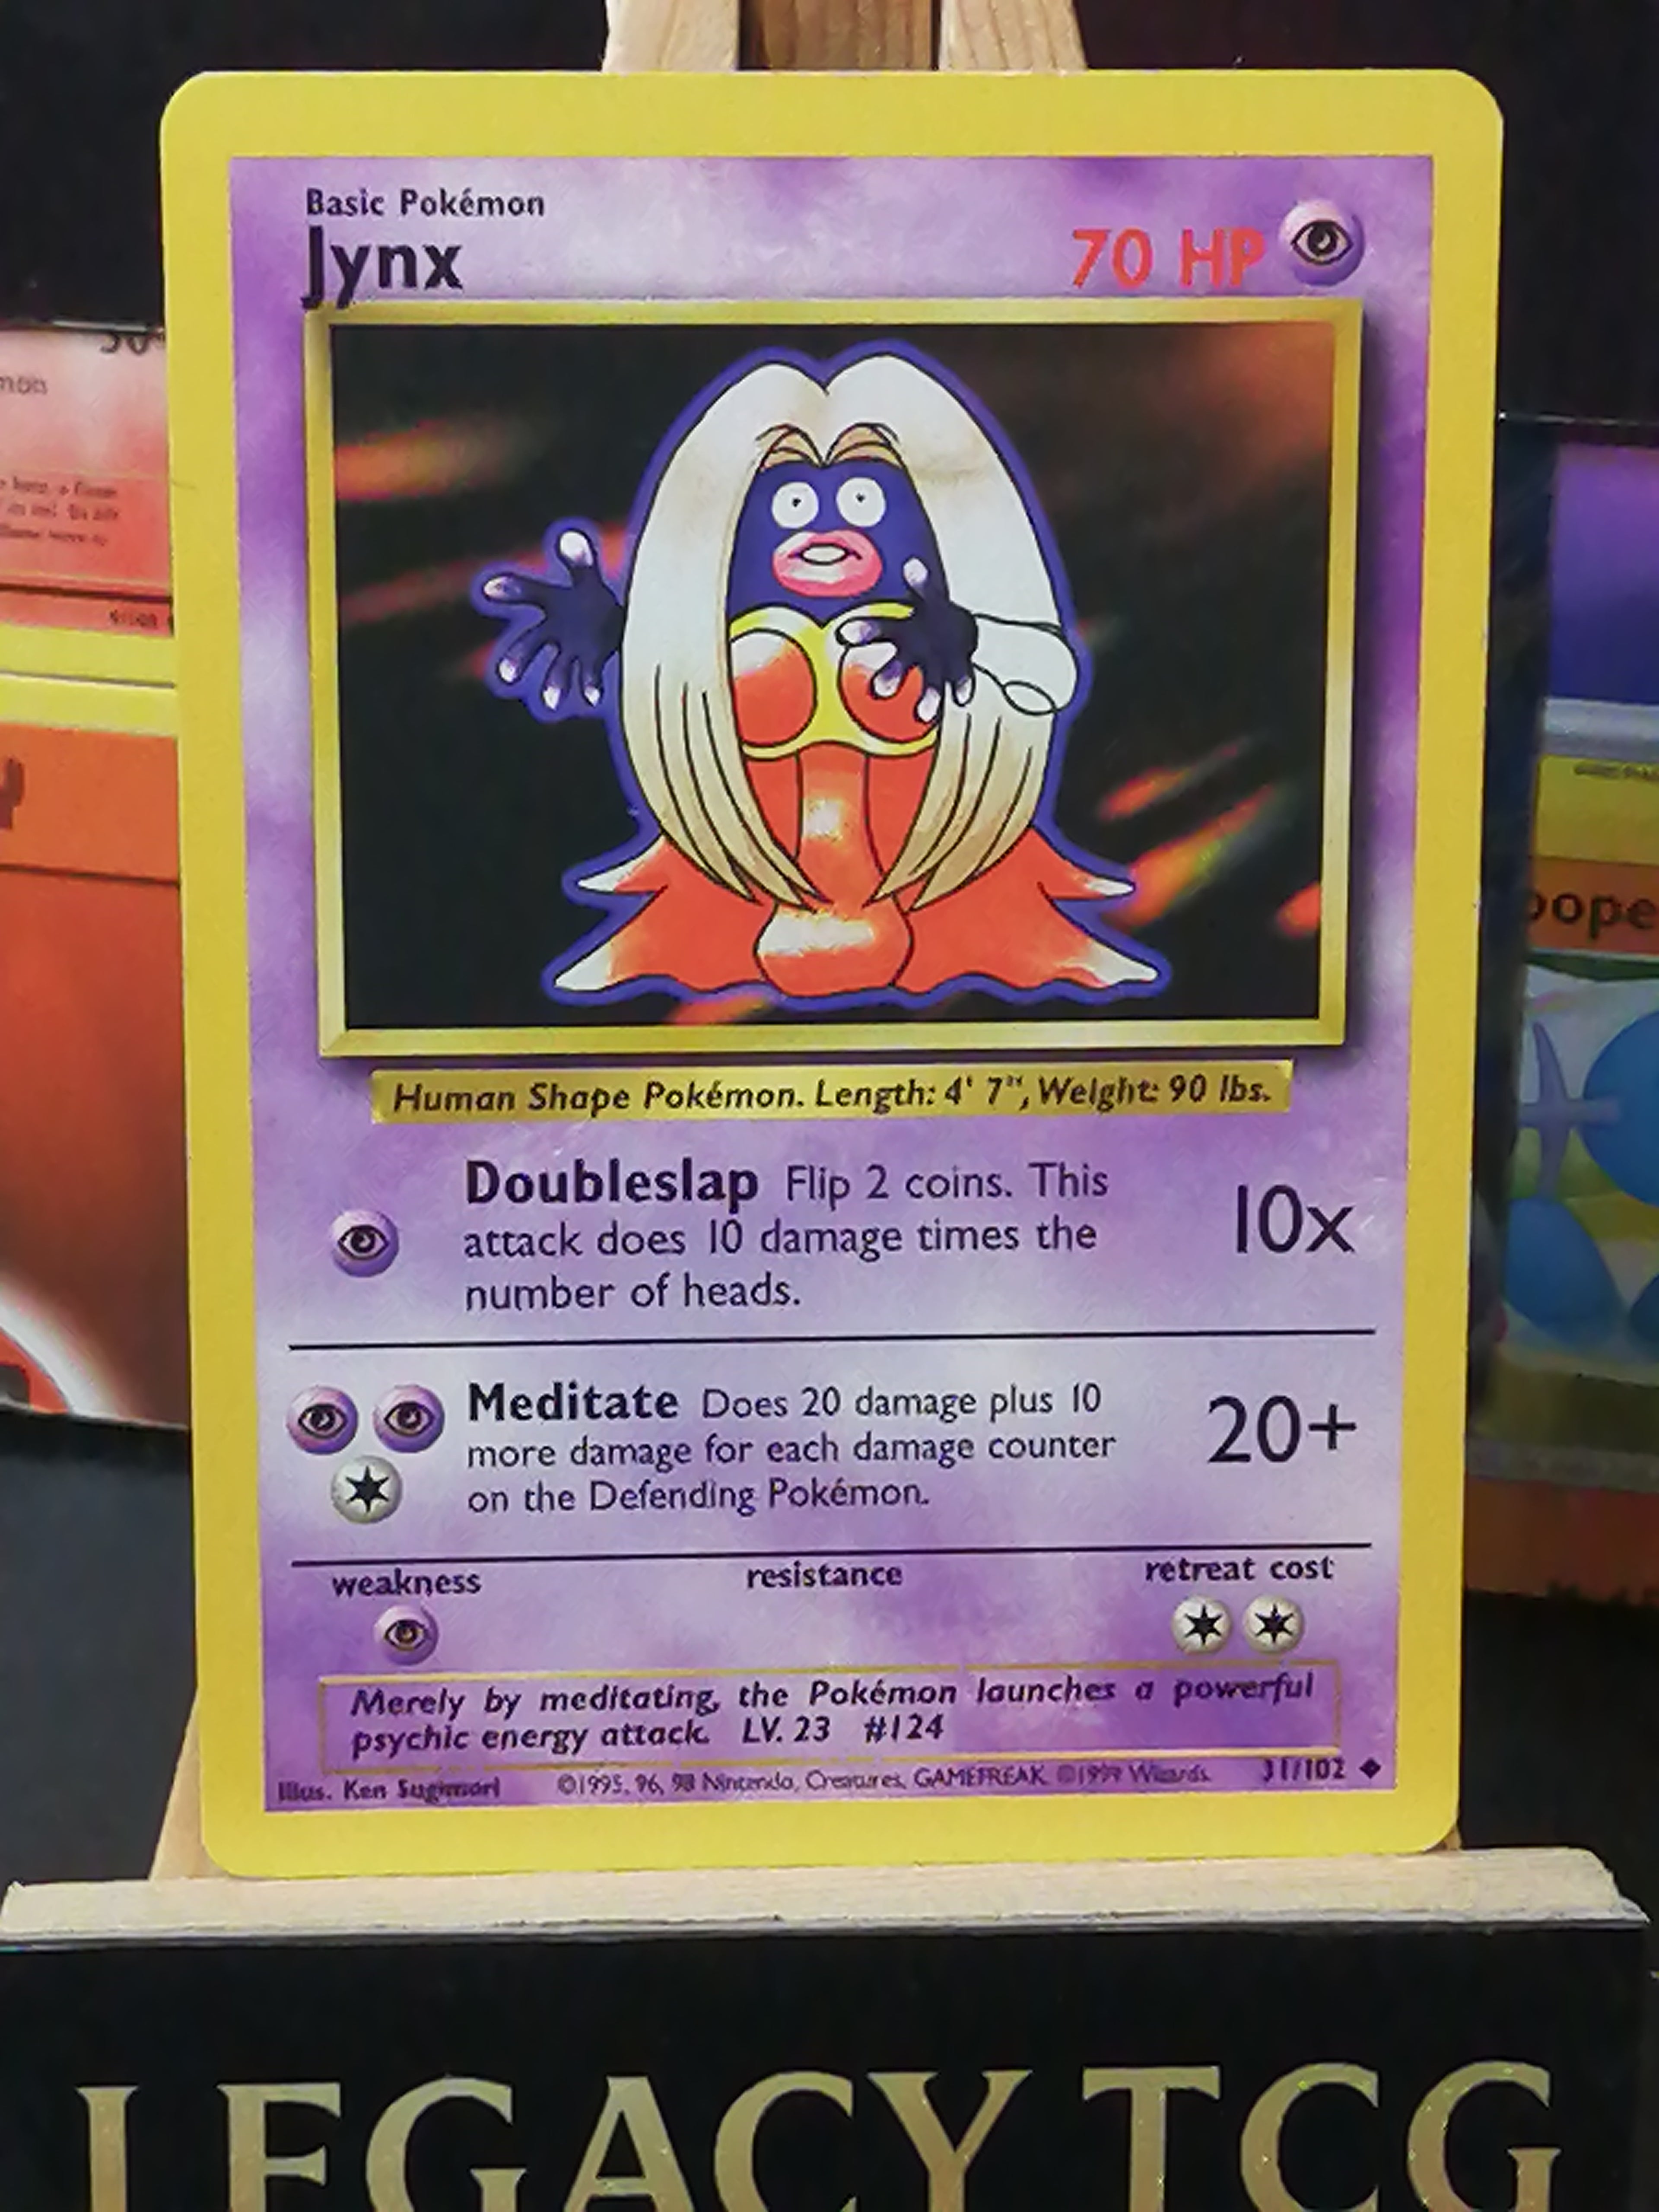 Basic Pokémon
Jynx
70 HP
Human Shape Pokémon. Length: 4' 7", Weight: 90 lbs.
Doubleslap Flip 2 coins. This
attack does 10 damage times the
number of heads.
10x
Meditate Does 20 damage plus 10
more damage for each damage counter
on the Defending Pokémon.
20+
weakness
resistance
retreat cost
Merely by meditating, the Pokémon launches a powerful
psychic energy attack. LV. 23 #124
Illus. Ken Sugimori ©1995, 96, 98 Nintendo, Creatures, GAMEFREAK. ©1999 Wizards. 31/102
LEGACY TCG